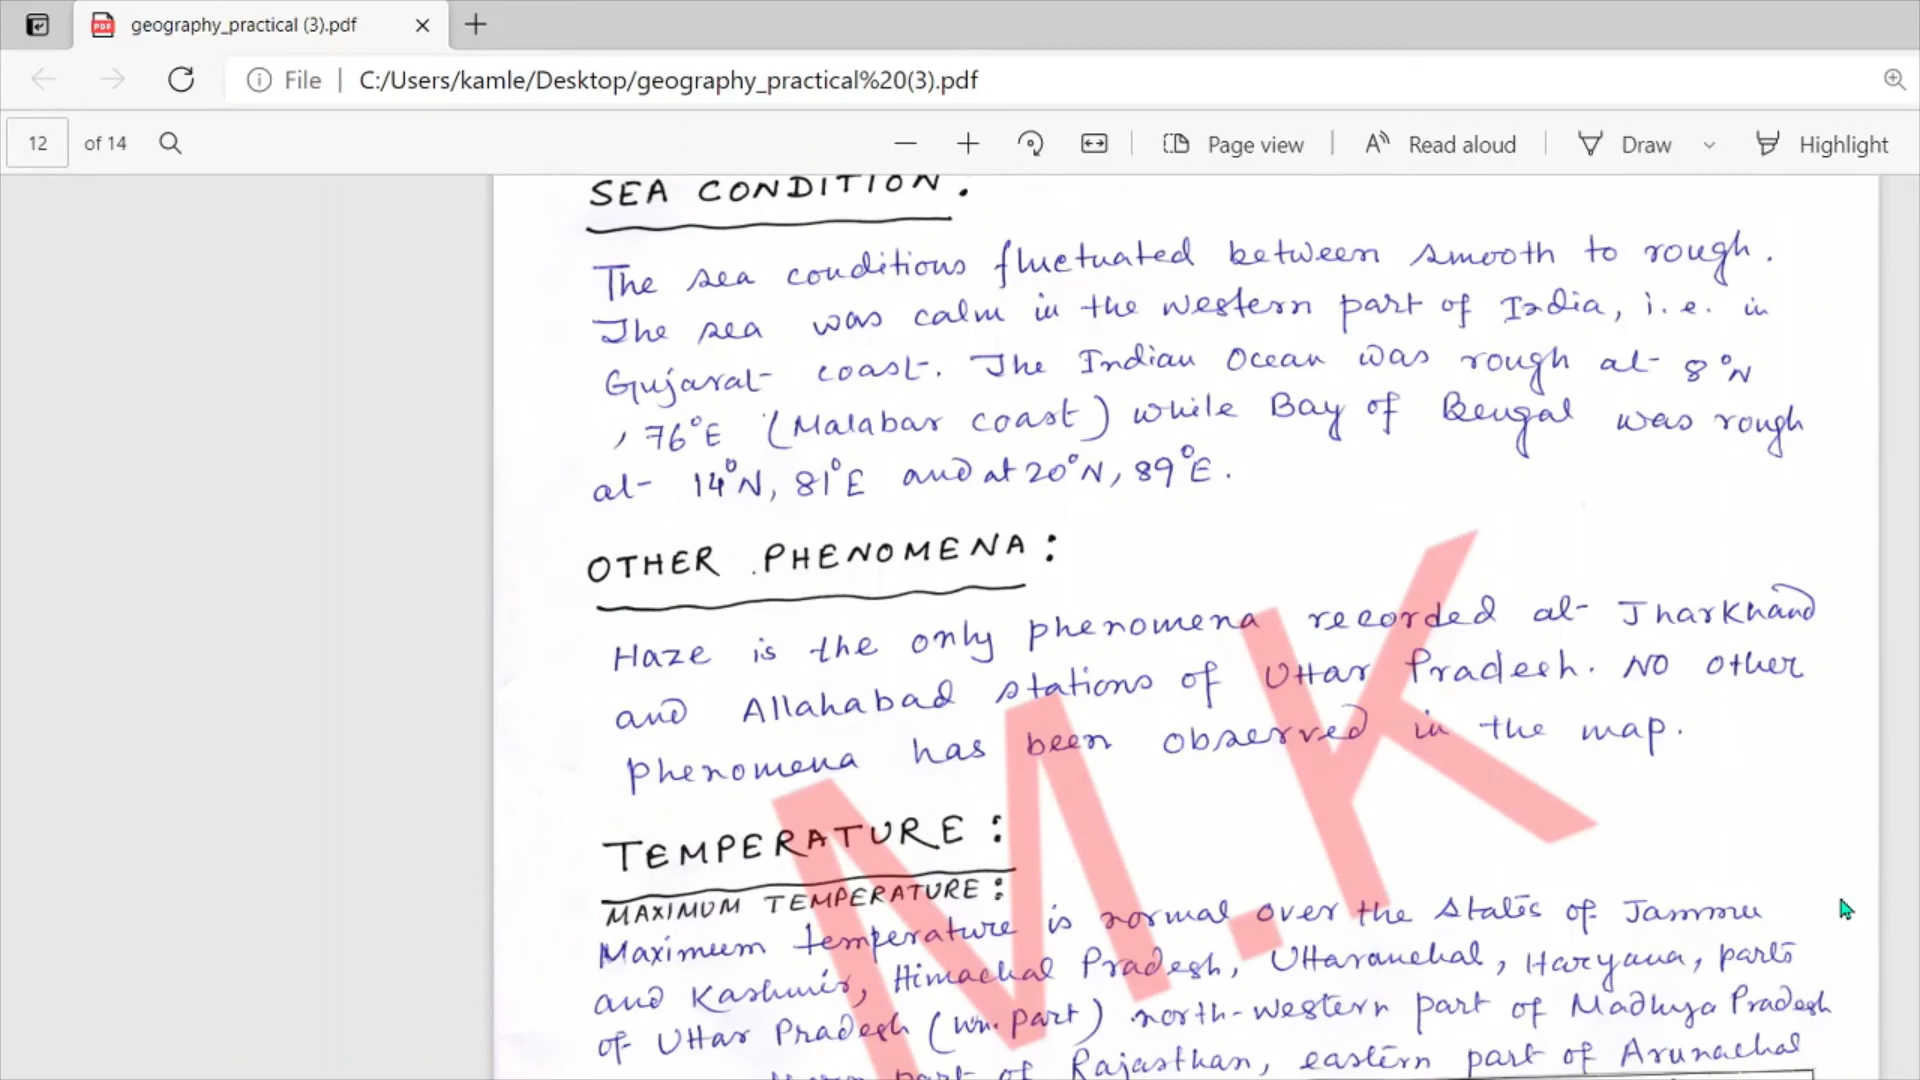 geography_practical (3).pdf
File | C:/Users/kamle/Desktop/geography_practical%20(3).pdf
12 of 14 Page view Read aloud Draw Highlight
SEA CONDITION:
The sea conditions fluctuated between smooth to rough.
The sea was calm in the western part of India, i.e. in
Gujarat coast. The Indian Ocean was rough at 8°N
, 76°E (Malabar coast) while Bay of Bengal was rough
at 14°N, 81°E and at 20°N, 89°E.
OTHER PHENOMENA:
Haze is the only phenomena recorded at Jharkhand
and Allahabad stations of Uttar Pradesh. No other
phenomena has been observed in the map.
TEMPERATURE:
MAXIMUM TEMPERATURE:
Maximum temperature is normal over the states of Jammu
and Kashmir, Himachal Pradesh, Uttaranchal, Haryana, parts
of Uttar Pradesh (wn. part) north-western part of Madhya Pradesh
part of Rajasthan, eastern part of Arunachal
M.K